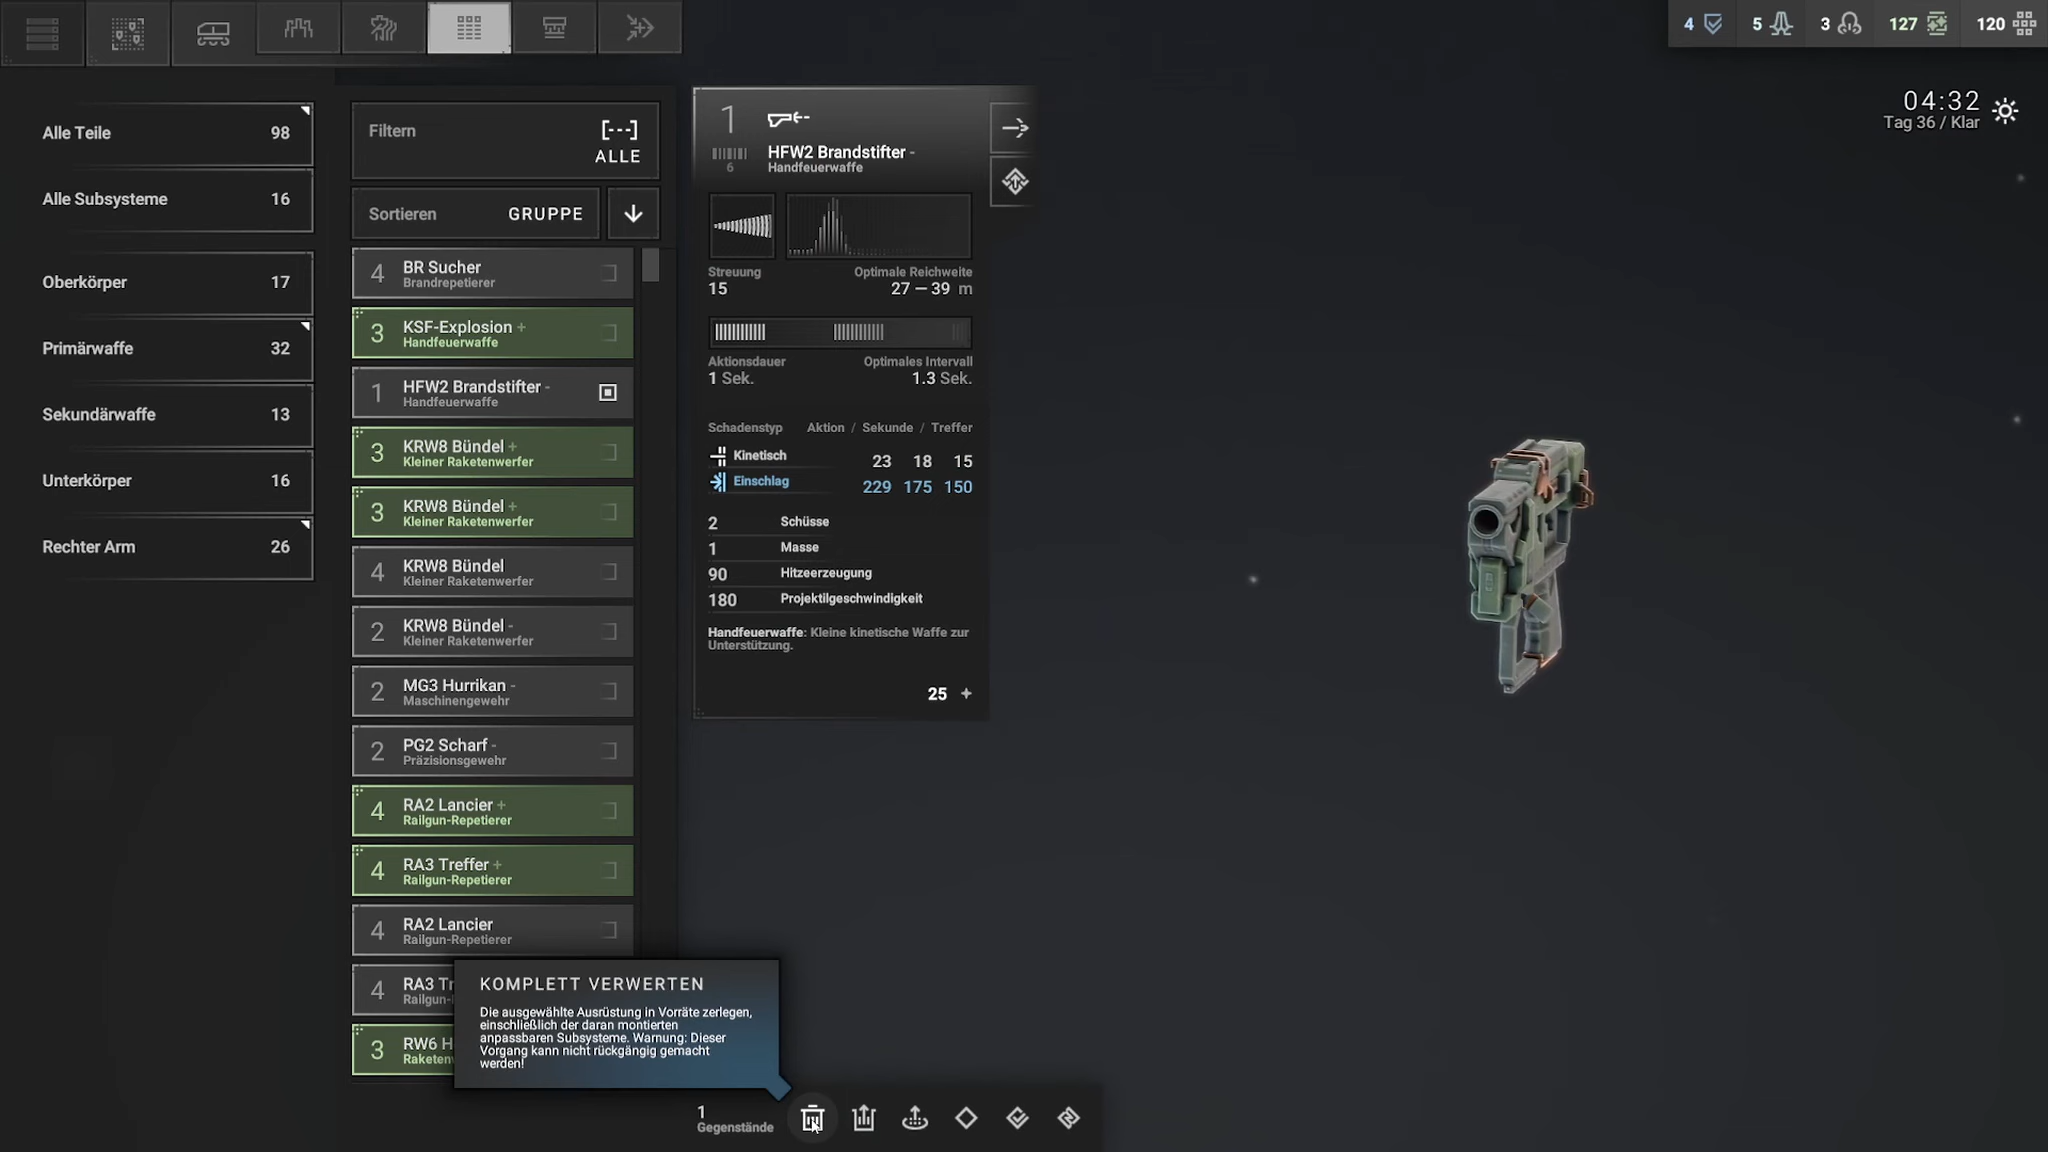 4
5
3
127
120
04:32
Tag 36 / Klar
Alle Teile 98
Alle Subsysteme 16
Oberkörper 17
Primärwaffe 32
Sekundärwaffe 13
Unterkörper 16
Rechter Arm 26
Filtern
[---]
ALLE
Sortieren GRUPPE
4 BR Sucher
Brandrepetierer
3 KSF-Explosion +
Handfeuerwaffe
1 HFW2 Brandstifter -
Handfeuerwaffe
3 KRW8 Bündel +
Kleiner Raketenwerfer
3 KRW8 Bündel +
Kleiner Raketenwerfer
4 KRW8 Bündel
Kleiner Raketenwerfer
2 KRW8 Bündel -
Kleiner Raketenwerfer
2 MG3 Hurrikan -
Maschinengewehr
2 PG2 Scharf -
Präzisionsgewehr
4 RA2 Lancier +
Railgun-Repetierer
4 RA3 Treffer +
Railgun-Repetierer
4 RA2 Lancier
Railgun-Repetierer
4 RA3 Tr
Railgun-
3 RW6 H
Raketen
1
6
HFW2 Brandstifter -
Handfeuerwaffe
Streuung Optimale Reichweite
15 27 — 39 m
Aktionsdauer Optimales Intervall
1 Sek. 1.3 Sek.
Schadenstyp Aktion / Sekunde / Treffer
Kinetisch 23 18 15
Einschlag 229 175 150
2 Schüsse
1 Masse
90 Hitzeerzeugung
180 Projektilgeschwindigkeit
Handfeuerwaffe: Kleine kinetische Waffe zur
Unterstützung.
25 +
KOMPLETT VERWERTEN
Die ausgewählte Ausrüstung in Vorräte zerlegen,
einschließlich der daran montierten
anpassbaren Subsysteme. Warnung: Dieser
Vorgang kann nicht rückgängig gemacht
werden!
1
Gegenstände